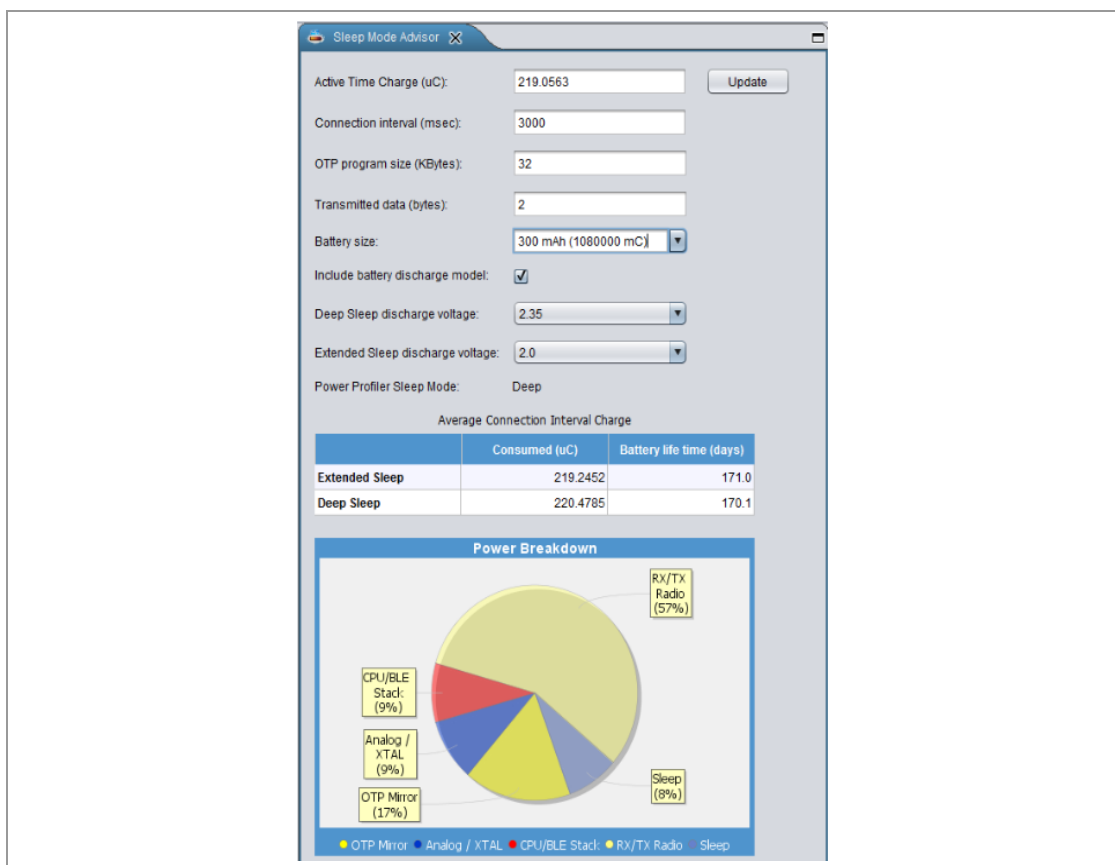 Sleep Mode Advisor
Active Time Charge (uC): 219.0563 Update
Connection interval (msec): 3000
OTP program size (KBytes): 32
Transmitted data (bytes): 2
Battery size: 300 mAh (1080000 mC)
Include battery discharge model:
Deep Sleep discharge voltage: 2.35
Extended Sleep discharge voltage: 2.0
Power Profiler Sleep Mode: Deep
Average Connection Interval Charge
Consumed (uC) Battery life time (days)
Extended Sleep 219.2452 171.0
Deep Sleep 220.4785 170.1
Power Breakdown
RX/TX
Radio
(57%)
CPU/BLE
Stack
(9%)
Analog /
XTAL
(9%)
OTP Mirror
(17%)
Sleep
(8%)
OTP Mirror Analog / XTAL CPU/BLE Stack RX/TX Radio Sleep